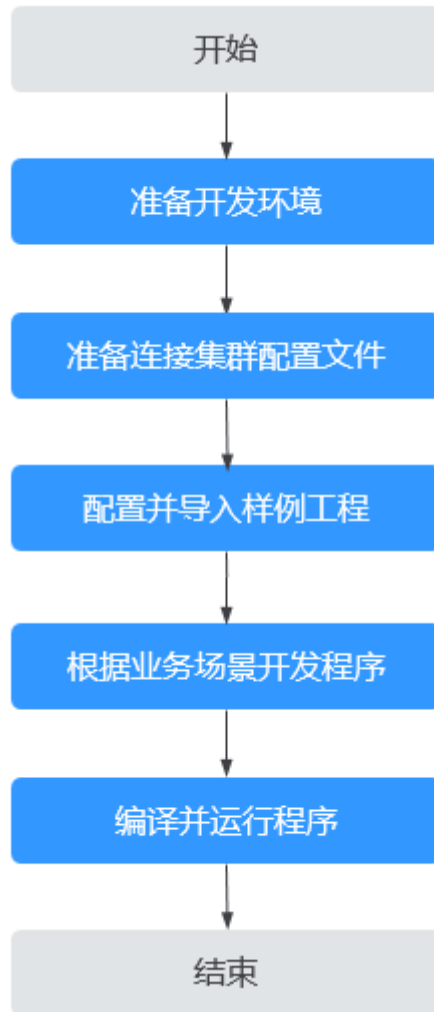 开始
准备开发环境
准备连接集群配置文件
配置并导入样例工程
根据业务场景开发程序
编译并运行程序
结束